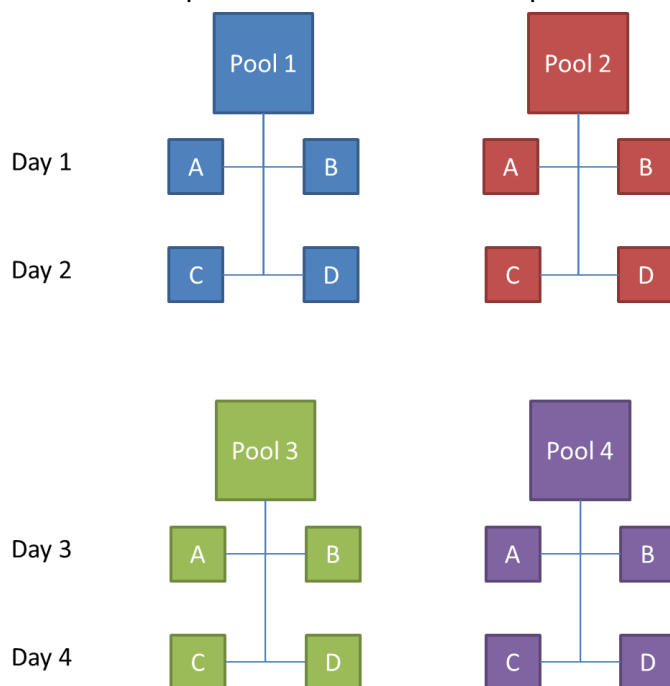 Pool 1 Pool 2
Day 1 A B A B
Day 2 C D C D
Pool 3 Pool 4
Day 3 A B A B
Day 4 C D C D